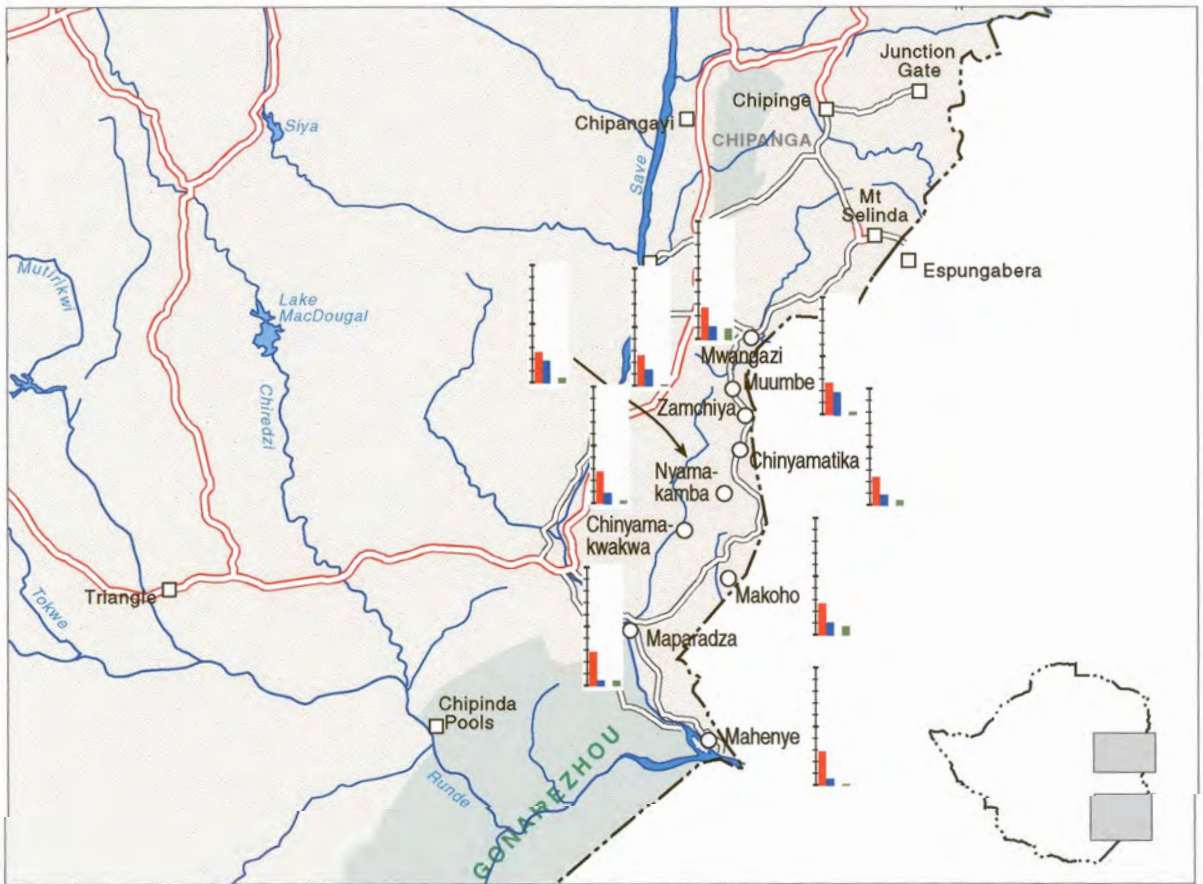 Junction
Gate
Chipinge
Chipangayi
CHIPANGA
Siya
Save
Mt
Selinda
Espungabera
Mutirikwi
Lake
MacDougal
Mwangazi
Muumbe
Zamchiya
Chiredzi
Chinyamatika
Nyama-
kamba
Chinyama-
kwakwa
Triangle
Tokwe
Makoho
Maparadza
Chipinda
Pools
Mahenye
Runde
GONAREZHOU